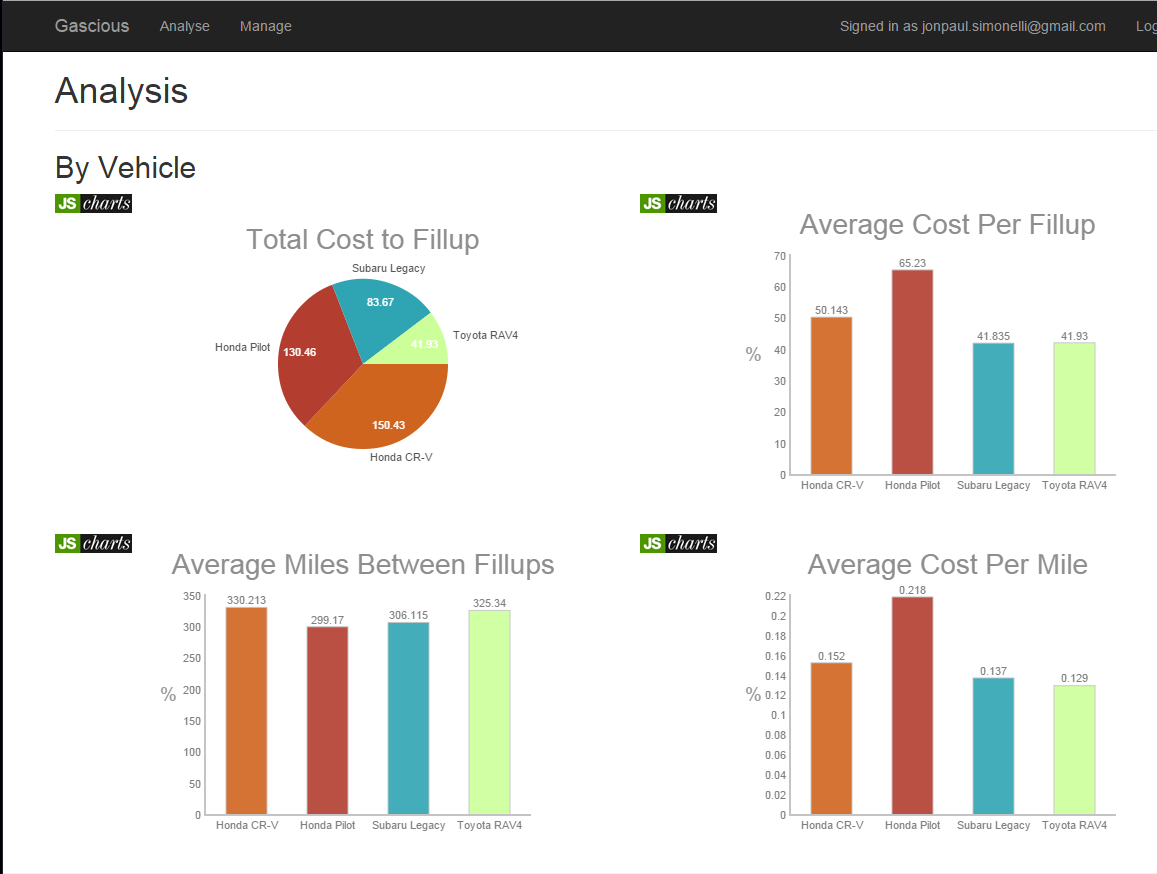 Gascious Analyse Manage Signed in as jonpaul.simonelli@gmail.com
Analysis
By Vehicle
JS charts
Total Cost to Fillup
Subaru Legacy
83.67
Toyota RAV4
41.93
Honda Pilot
130.46
150.43
Honda CR-V
JS charts
Average Cost Per Fillup
70
60
50
40
30
20
10
0
%
50.143
65.23
41.835
41.93
Honda CR-V Honda Pilot Subaru Legacy Toyota RAV4
JS charts
Average Miles Between Fillups
350
300
250
200
150
100
50
0
%
330.213
299.17
306.115
325.34
Honda CR-V Honda Pilot Subaru Legacy Toyota RAV4
JS charts
Average Cost Per Mile
0.22
0.2
0.18
0.16
0.14
0.12
0.1
0.08
0.06
0.04
0.02
0
%
0.152
0.218
0.137
0.129
Honda CR-V Honda Pilot Subaru Legacy Toyota RAV4